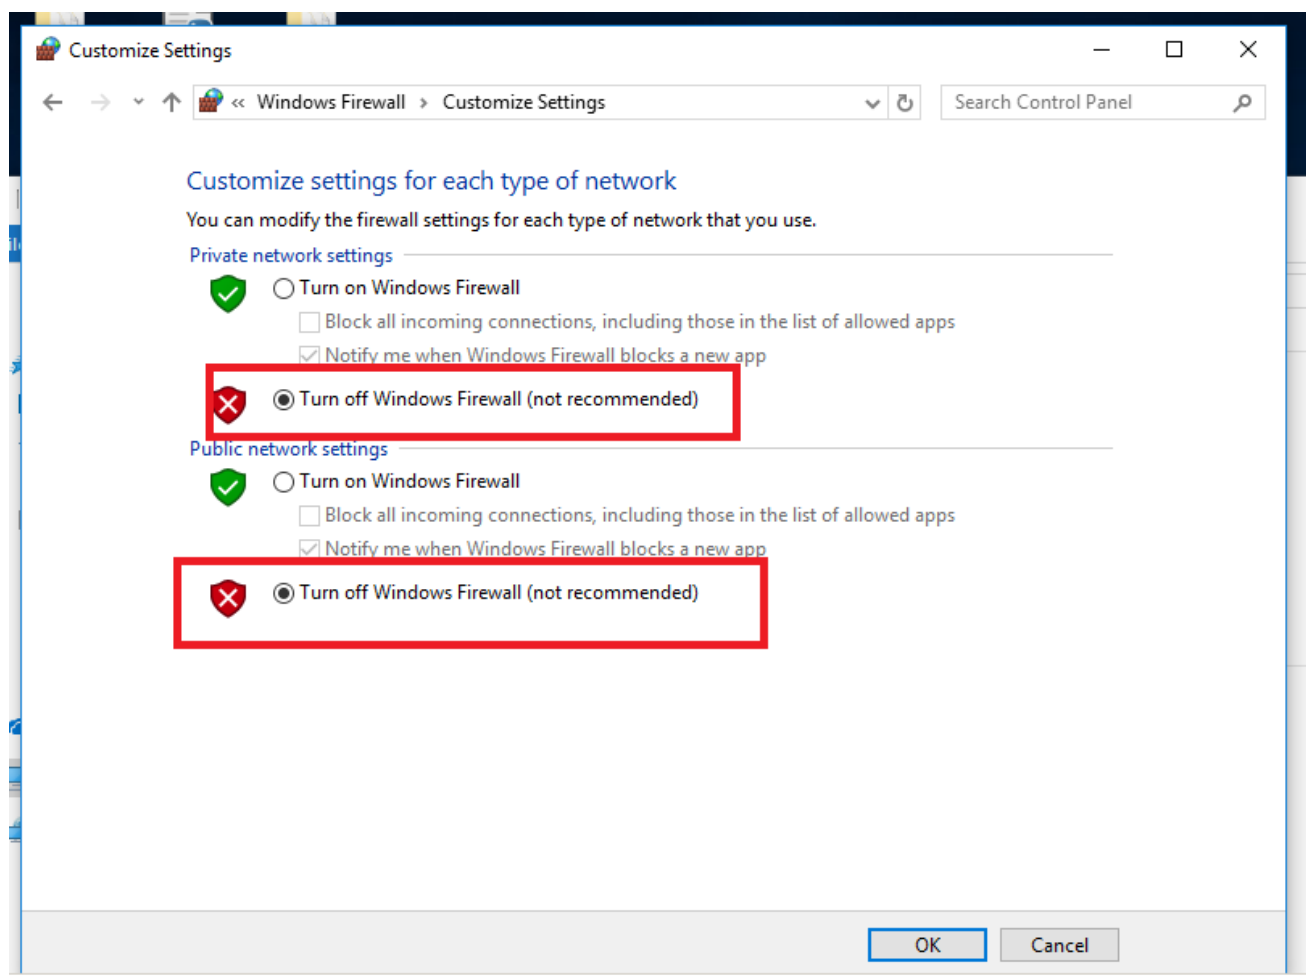 Customize Settings
« Windows Firewall › Customize Settings
Search Control Panel
Customize settings for each type of network
You can modify the firewall settings for each type of network that you use.
Private network settings
Turn on Windows Firewall
Block all incoming connections, including those in the list of allowed apps
Notify me when Windows Firewall blocks a new app
Turn off Windows Firewall (not recommended)
Public network settings
Turn on Windows Firewall
Block all incoming connections, including those in the list of allowed apps
Notify me when Windows Firewall blocks a new app
Turn off Windows Firewall (not recommended)
OK
Cancel